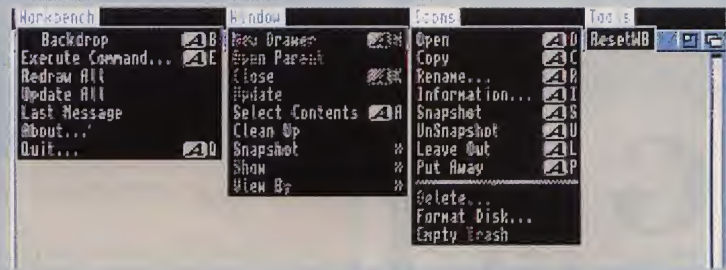 Workbench
Backdrop A B
Execute Command... A E
Redraw All
Update All
Last Message
About...
Quit... A Q
Window
New Drawer A N
Open Parent
Close A K
Update
Select Contents A A
Clean Up
Snapshot »
Show »
View By »
Icons
Open A O
Copy A C
Rename... A R
Information... A I
Snapshot A S
UnSnapshot A U
Leave Out A L
Put Away A P
Delete...
Format Disk...
Empty Trash
Tools
ResetWB